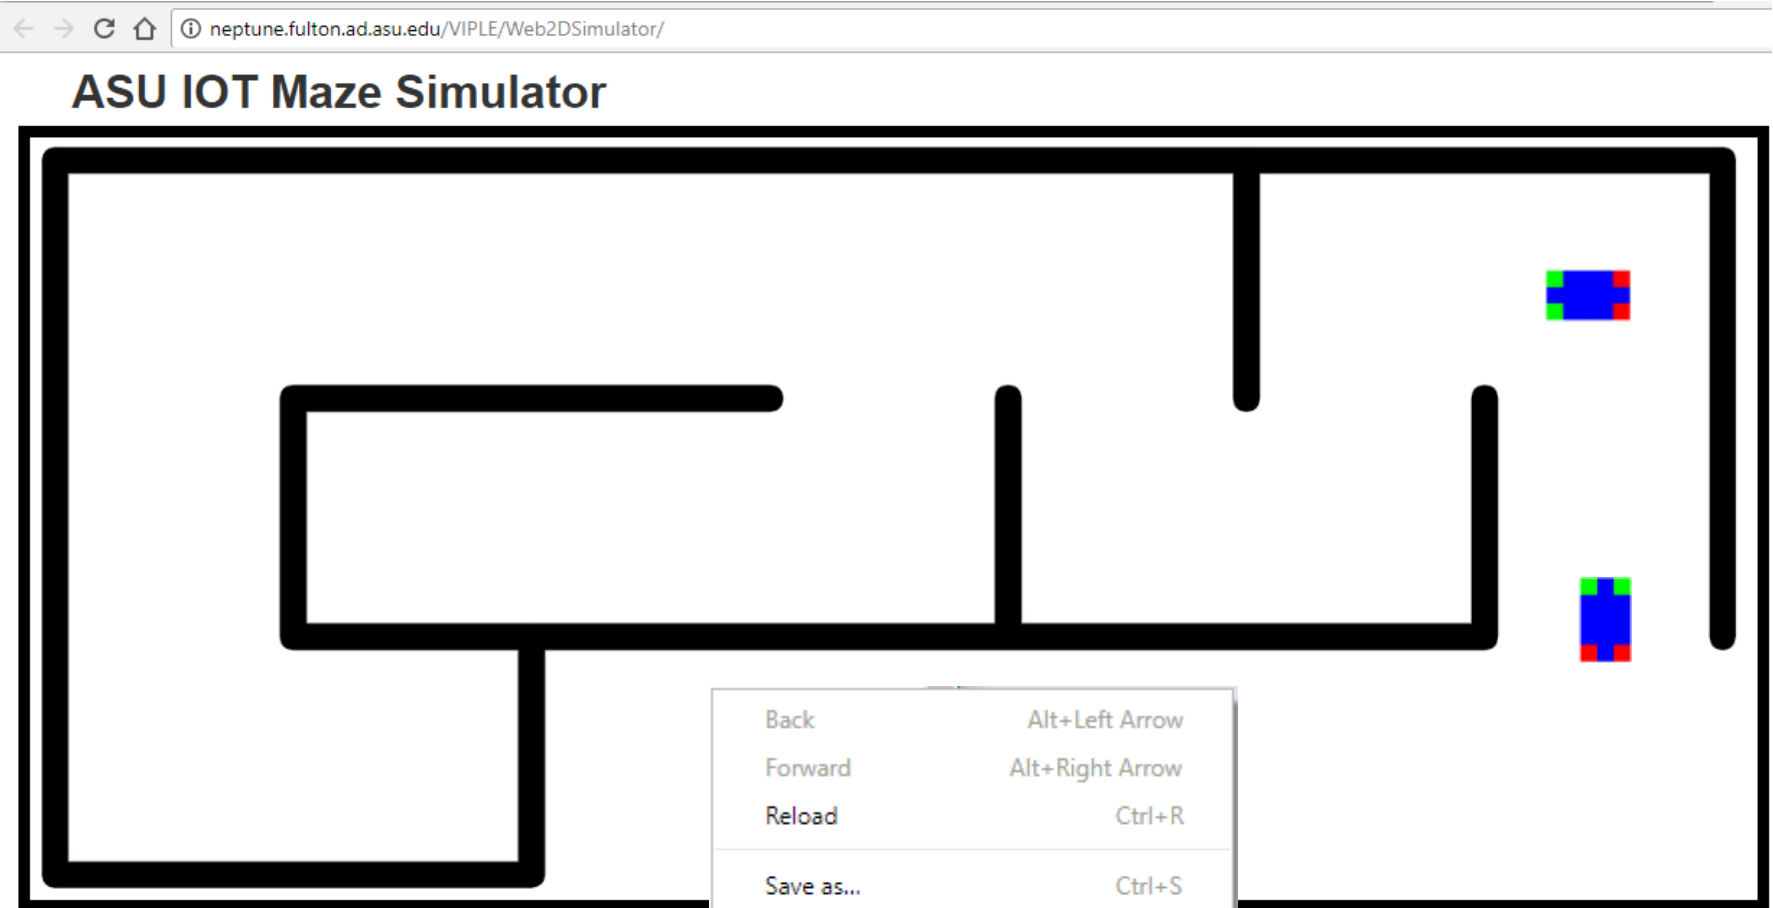 neptune.fulton.ad.asu.edu/VIPLE/Web2DSimulator/
ASU IOT Maze Simulator
Back Alt+Left Arrow
Forward Alt+Right Arrow
Reload Ctrl+R
Save as... Ctrl+S